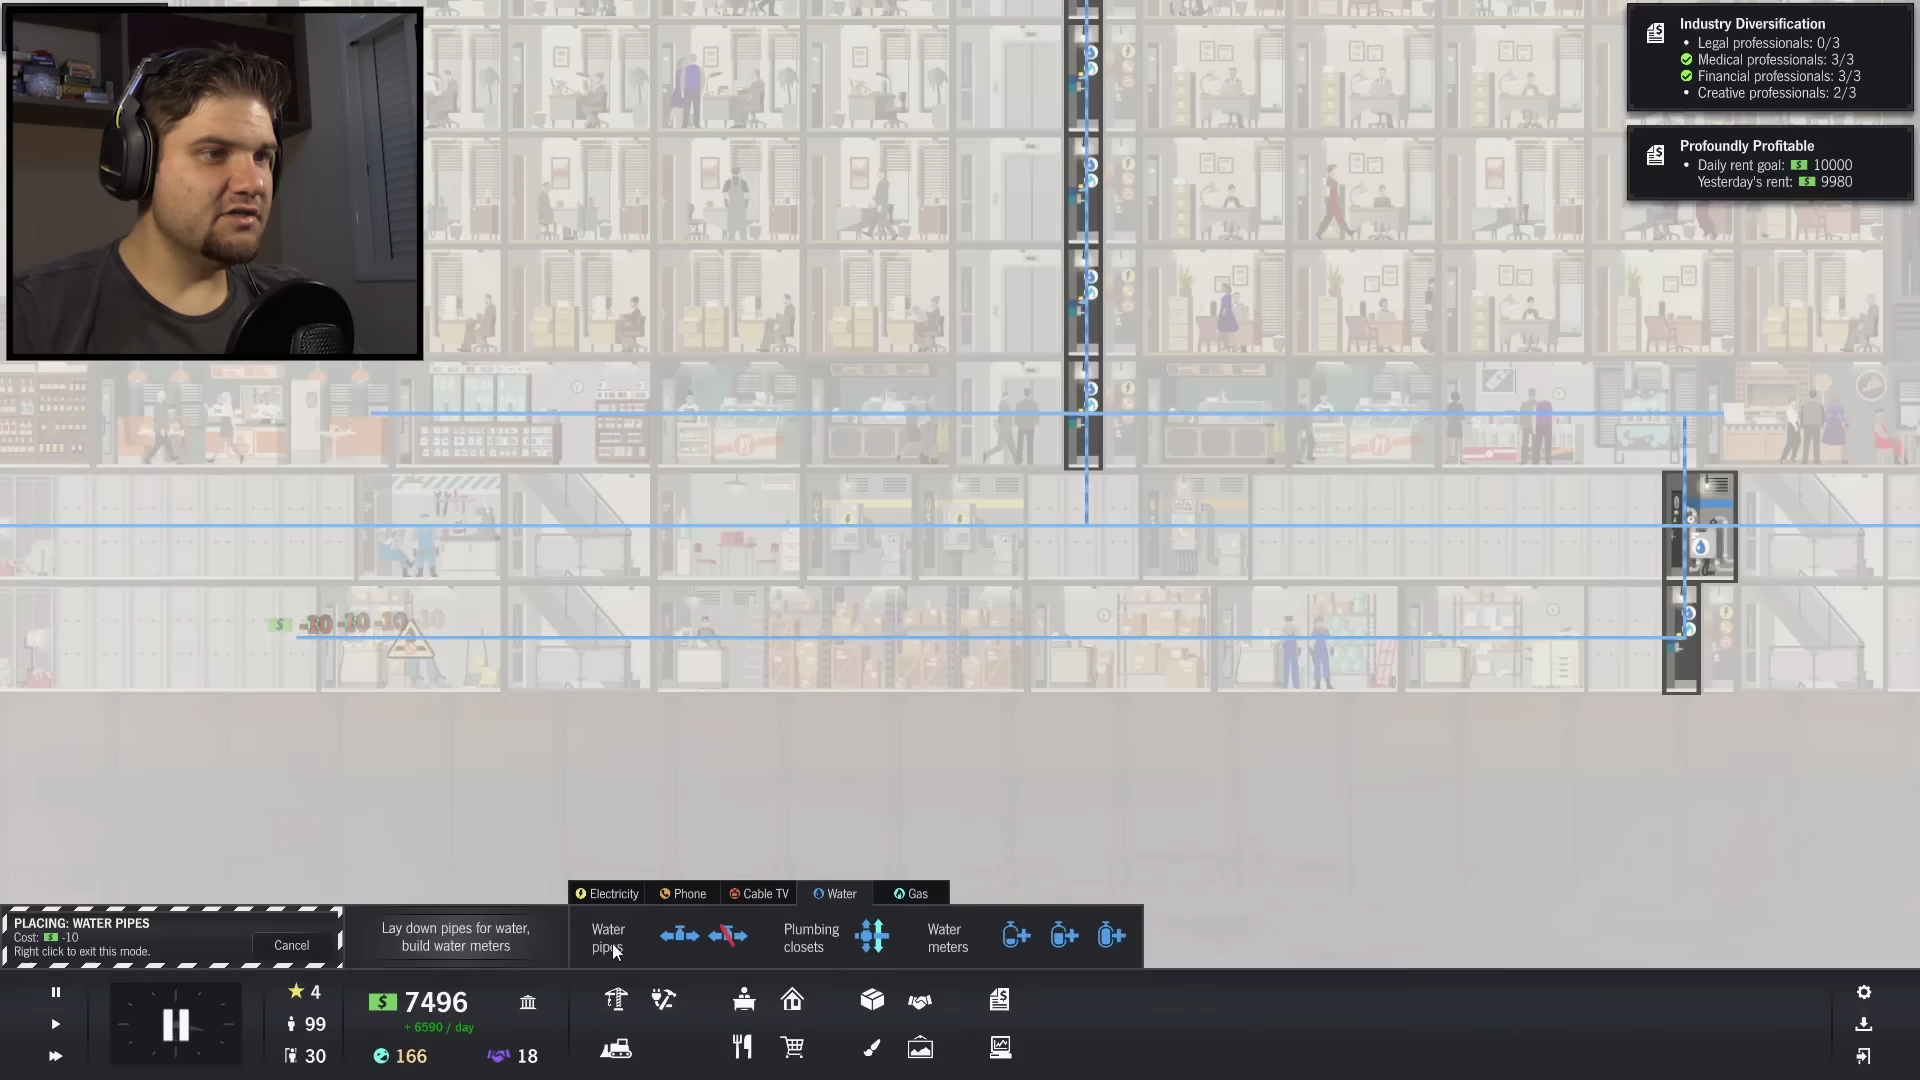 Industry Diversification
• Legal professionals: 0/3
Medical professionals: 3/3
Financial professionals: 3/3
• Creative professionals: 2/3
Profoundly Profitable
• Daily rent goal: $ 10000
Yesterday's rent: $ 9980
$ -10 -10 -10 -10
Electricity
Phone
Cable TV
Water
Gas
PLACING: WATER PIPES
Cost: $ -10
Right click to exit this mode.
Cancel
Lay down pipes for water,
build water meters
Water
pipes
Plumbing
closets
Water
meters
4
99
30
$ 7496
+ 6590 / day
166
18